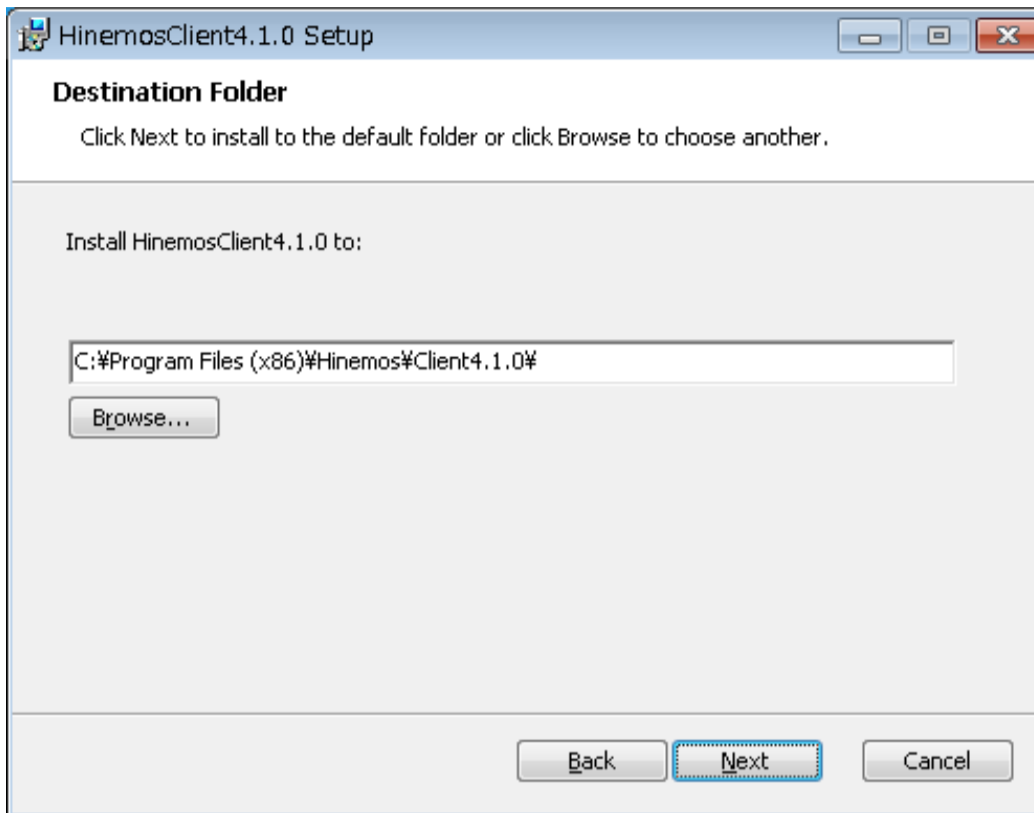 HinemosClient4.1.0 Setup
Destination Folder
Click Next to install to the default folder or click Browse to choose another.
Install HinemosClient4.1.0 to:
C:¥Program Files (x86)¥Hinemos¥Client4.1.0¥
Browse...
Back Next Cancel